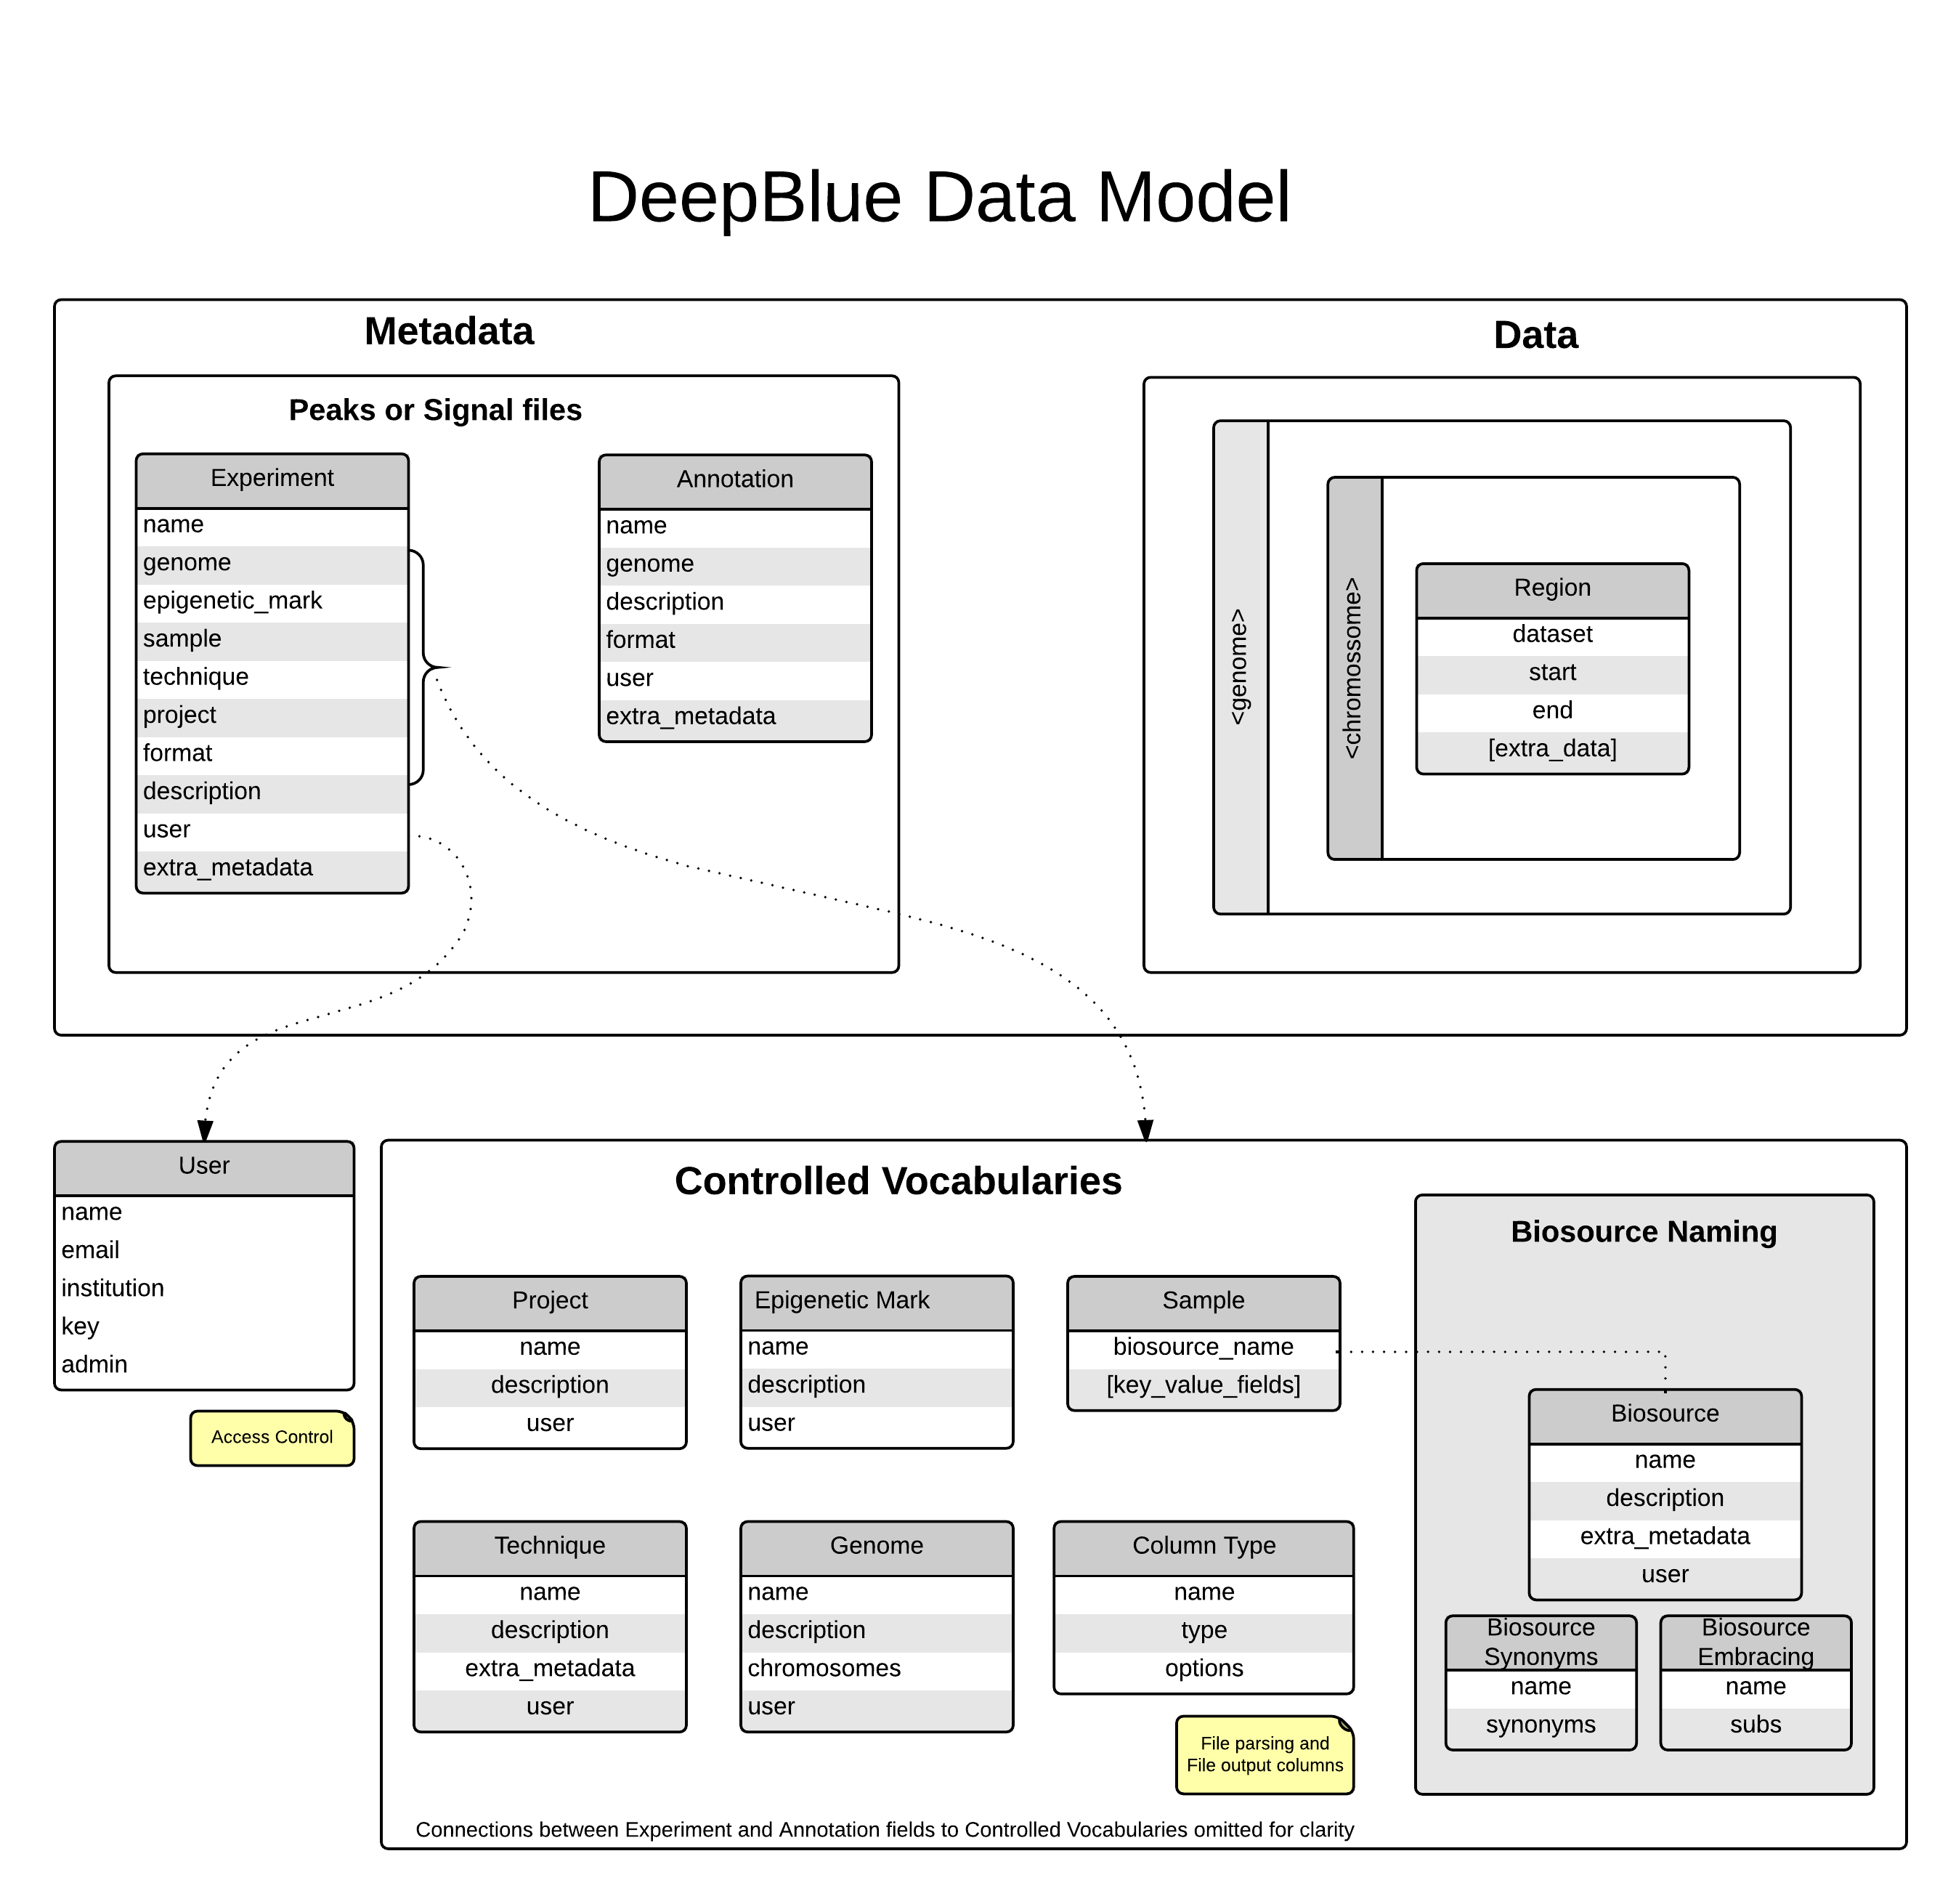 DeepBlue Data Model
Metadata
Peaks or Signal files
Experiment
name
genome
epigenetic_mark
sample
technique
project
format
description
user
extra_metadata
Annotation
name
genome
description
format
user
extra_metadata
Data
<genome>
<chromossome>
Region
dataset
start
end
[extra_data]
User
name
email
institution
key
admin
Access Control
Controlled Vocabularies
Project
name
description
user
Epigenetic Mark
name
description
user
Sample
biosource_name
[key_value_fields]
Technique
name
description
extra_metadata
user
Genome
name
description
chromosomes
user
Column Type
name
type
options
File parsing and
File output columns
Biosource Naming
Biosource
name
description
extra_metadata
user
Biosource
Synonyms
name
synonyms
Biosource
Embracing
name
subs
Connections between Experiment and Annotation fields to Controlled Vocabularies omitted for clarity